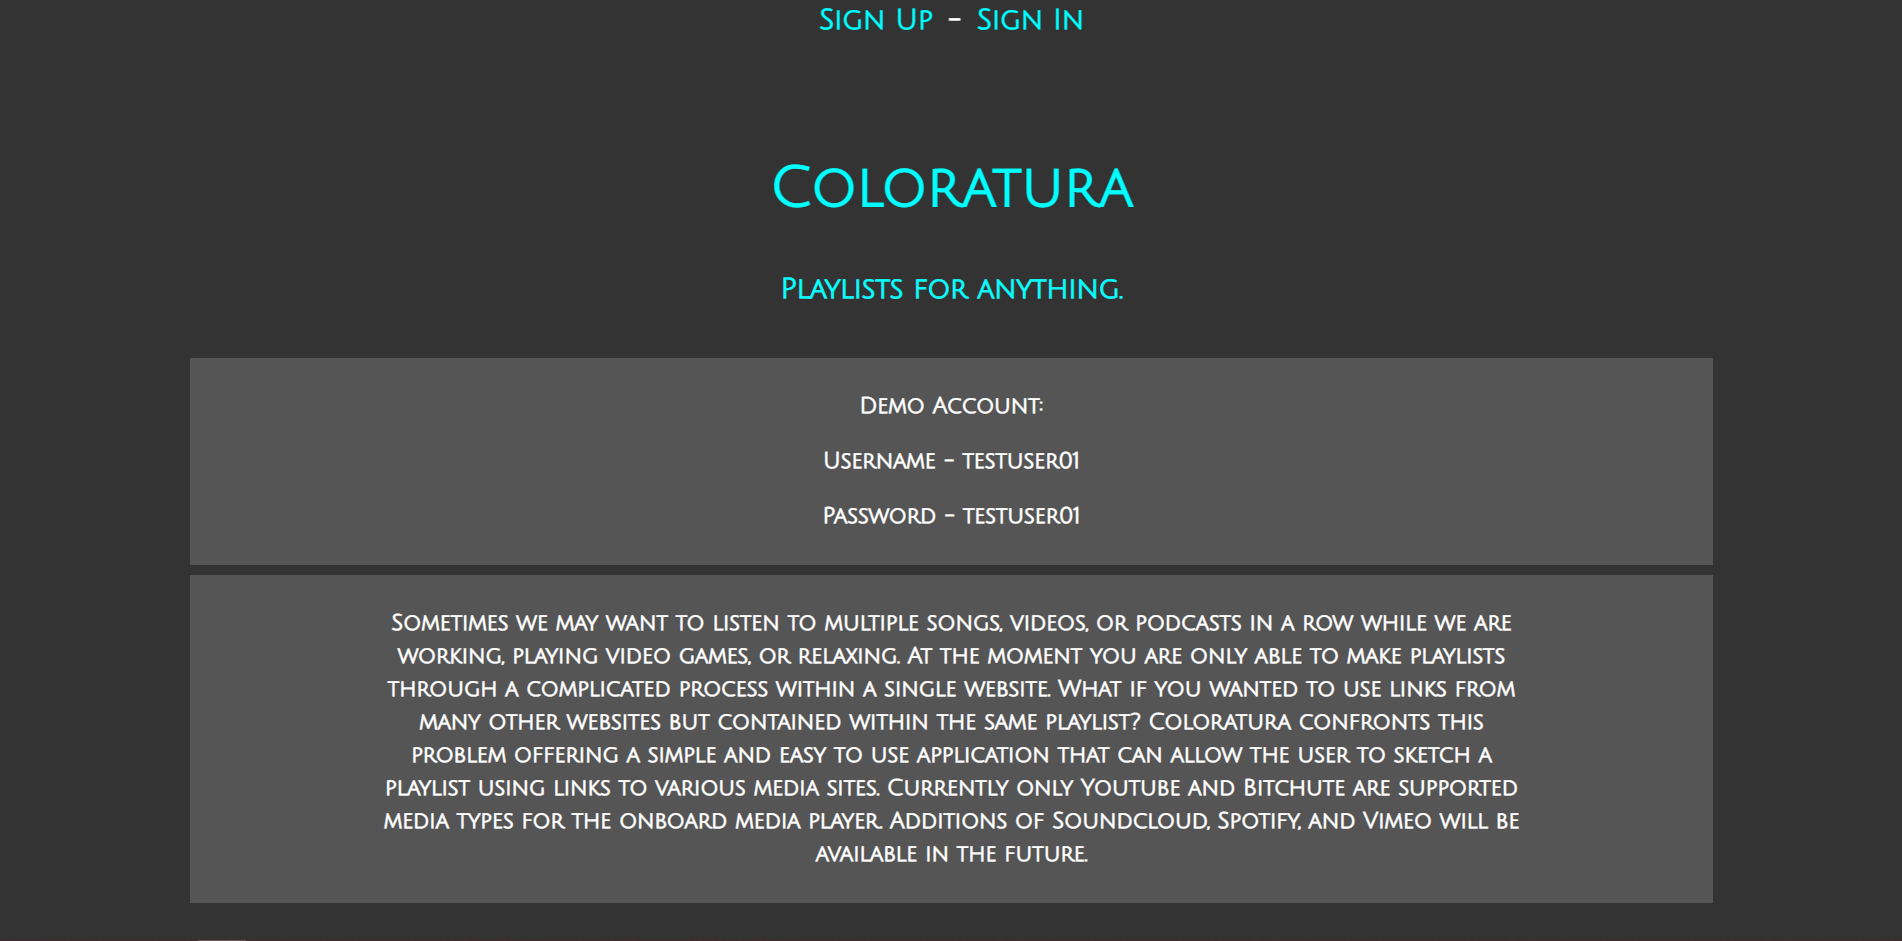 Sign Up - Sign In
Coloratura
Playlists for anything.
Demo Account:
Username - testuser01
Password - testuser01
Sometimes we may want to listen to multiple songs, videos, or podcasts in a row while we are
working, playing video games, or relaxing. At the moment you are only able to make playlists
through a complicated process within a single website. What if you wanted to use links from
many other websites but contained within the same playlist? Coloratura confronts this
problem offering a simple and easy to use application that can allow the user to sketch a
playlist using links to various media sites. Currently only Youtube and Bitchute are supported
media types for the onboard media player. Additions of Soundcloud, Spotify, and Vimeo will be
available in the future.